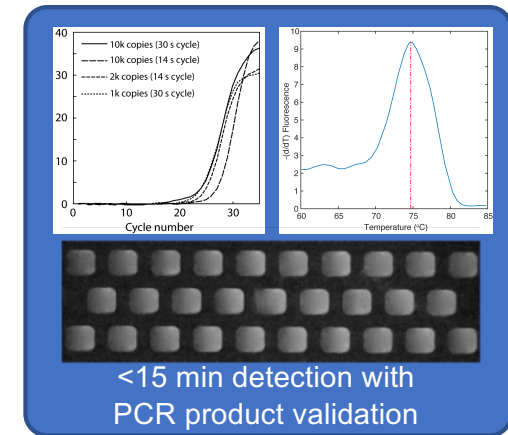 40
30
20
10
0
10k copies (30 s cycle)
10k copies (14 s cycle)
2k copies (14 s cycle)
1k copies (30 s cycle)
0 10 20 30
Cycle number
10
9
8
7
6
5
4
3
2
1
0
-(d/dT) Fluorescence
60 65 70 75 80 85
Temperature (ºC)
<15 min detection with
PCR product validation